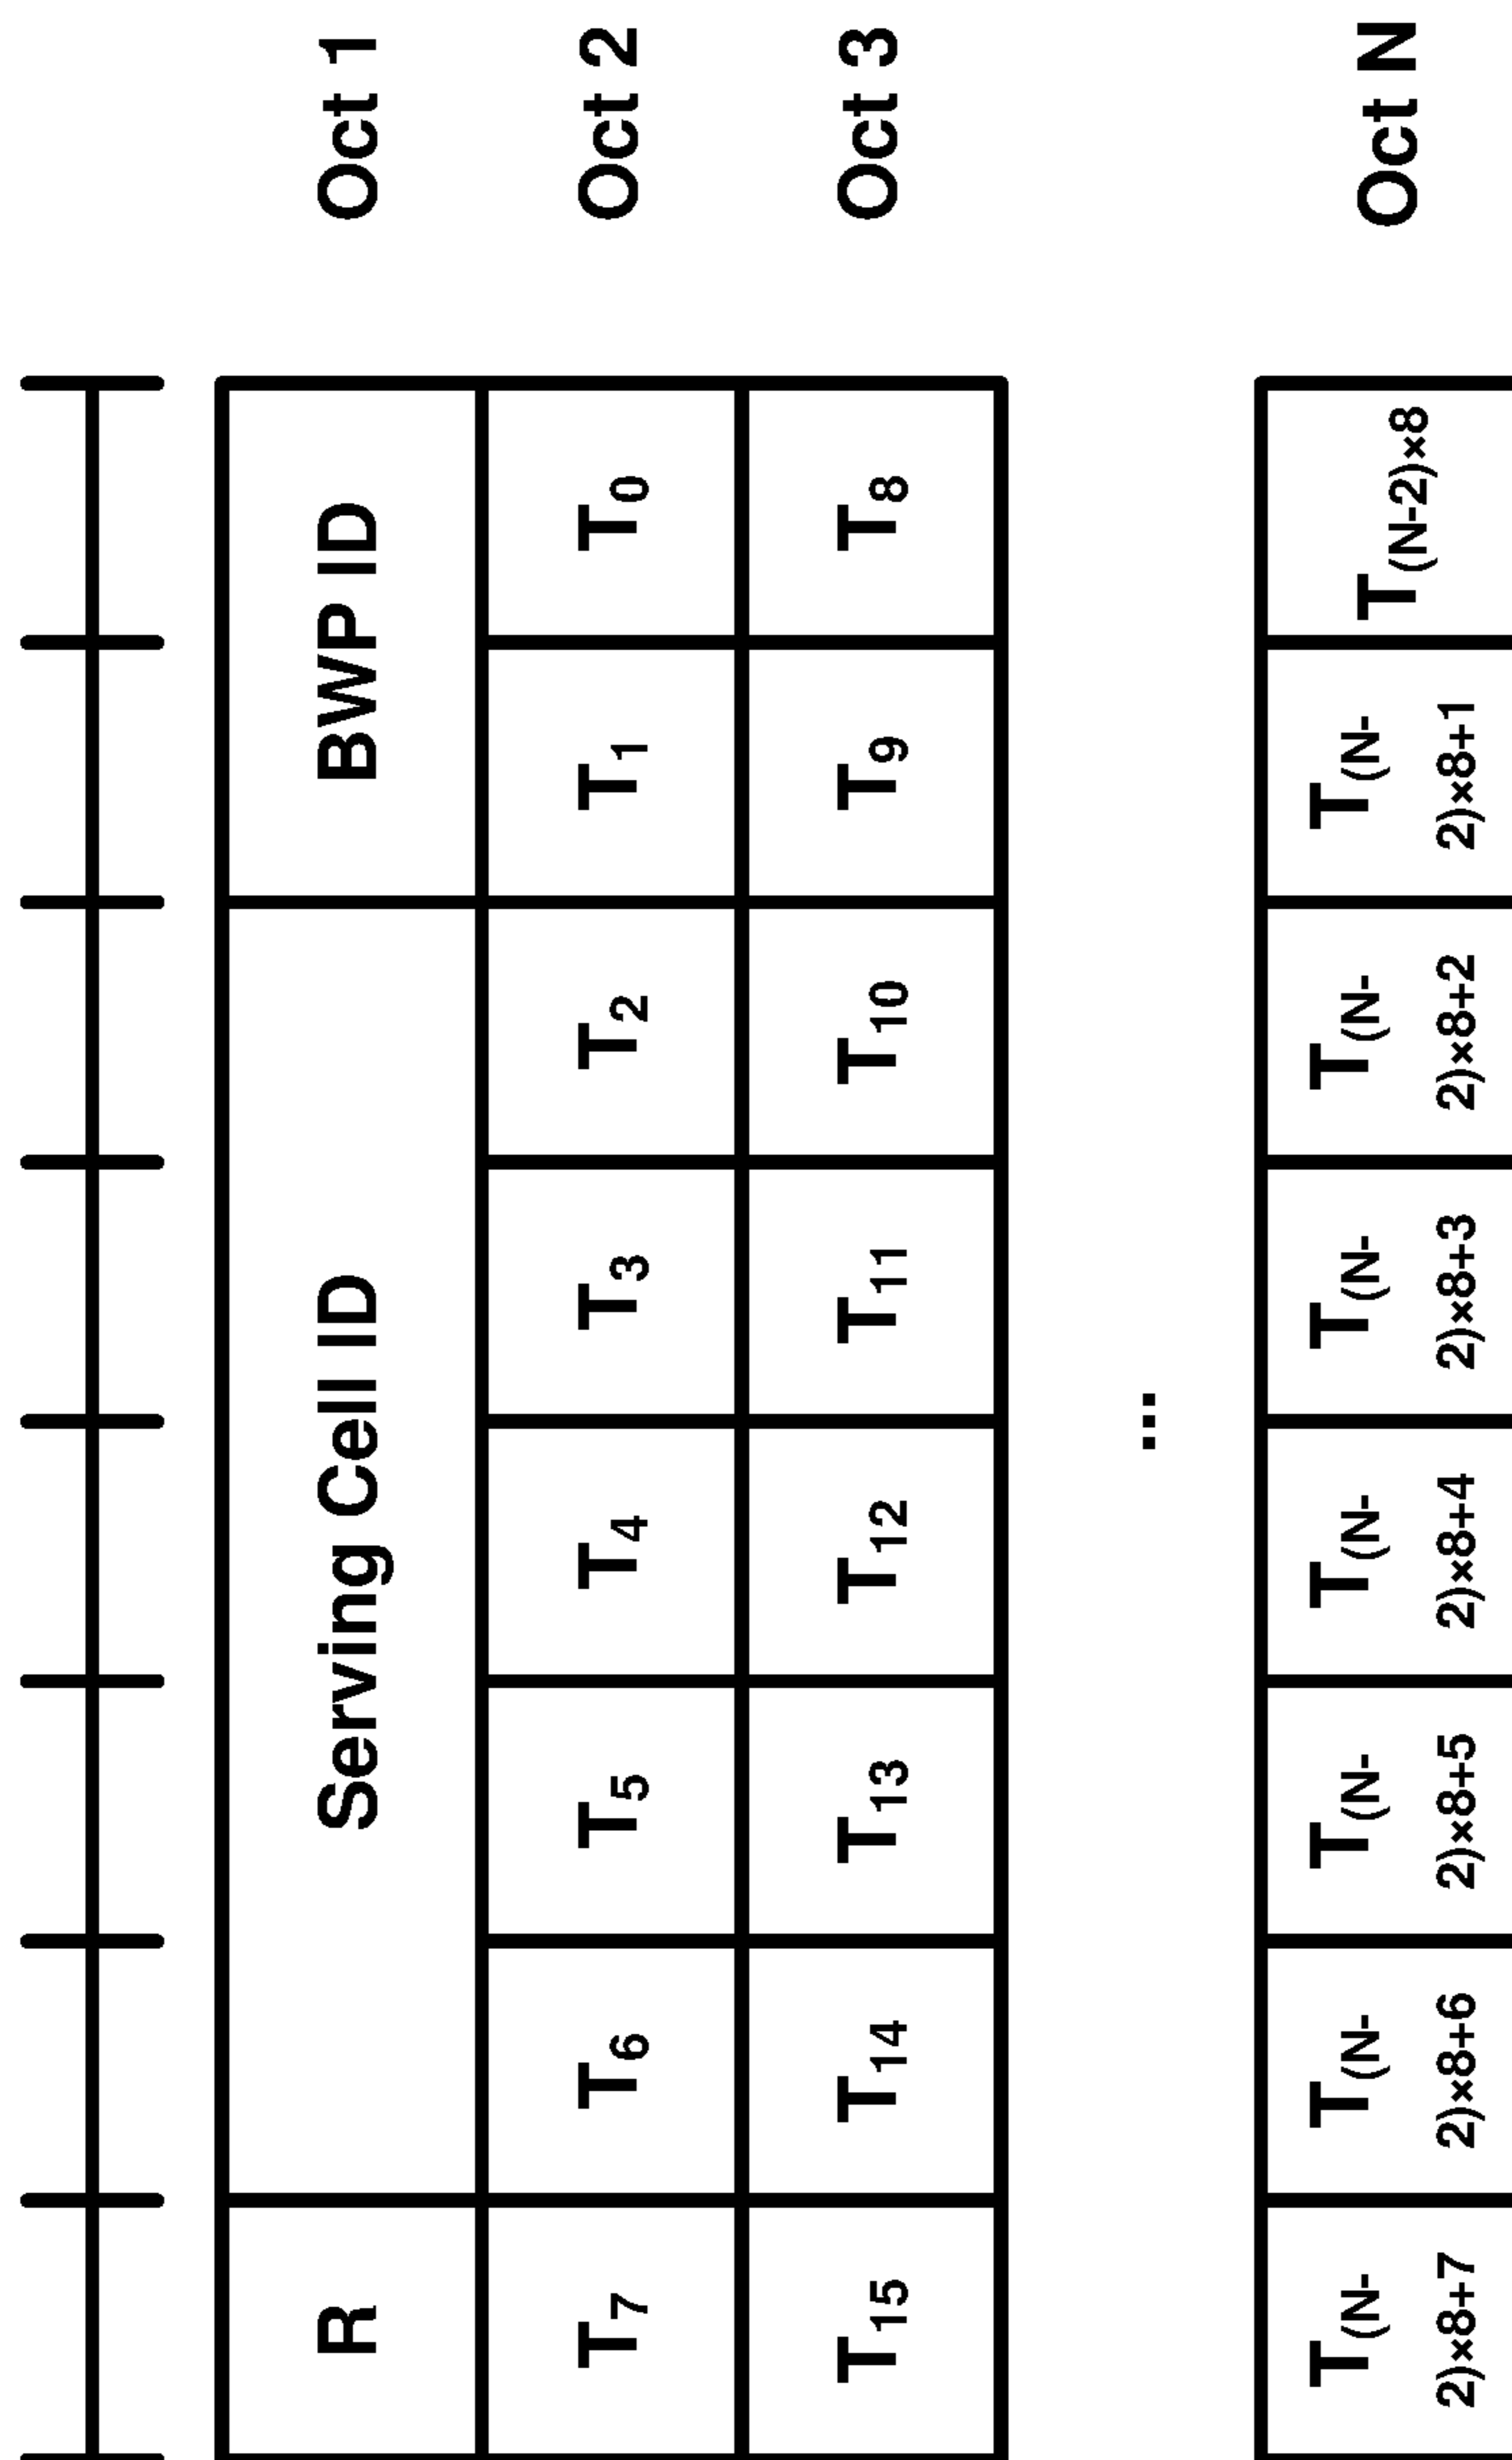 R Serving Cell ID BWP ID Oct 1
T7 T6 T5 T4 T3 T2 T1 T0 Oct 2
T15 T14 T13 T12 T11 T10 T9 T8 Oct 3
...
T(N-2)×8+7 T(N-2)×8+6 T(N-2)×8+5 T(N-2)×8+4 T(N-2)×8+3 T(N-2)×8+2 T(N-2)×8+1 T(N-2)×8 Oct N